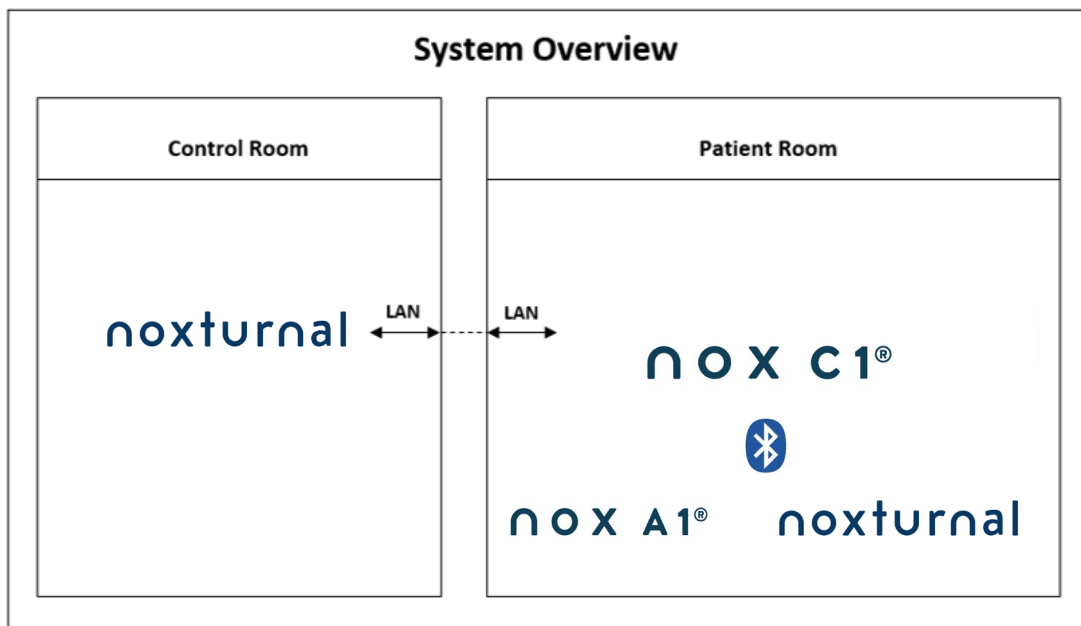 System Overview
Control Room
Patient Room
LAN
LAN
noxturnal
nox C1®
nox A1®
noxturnal